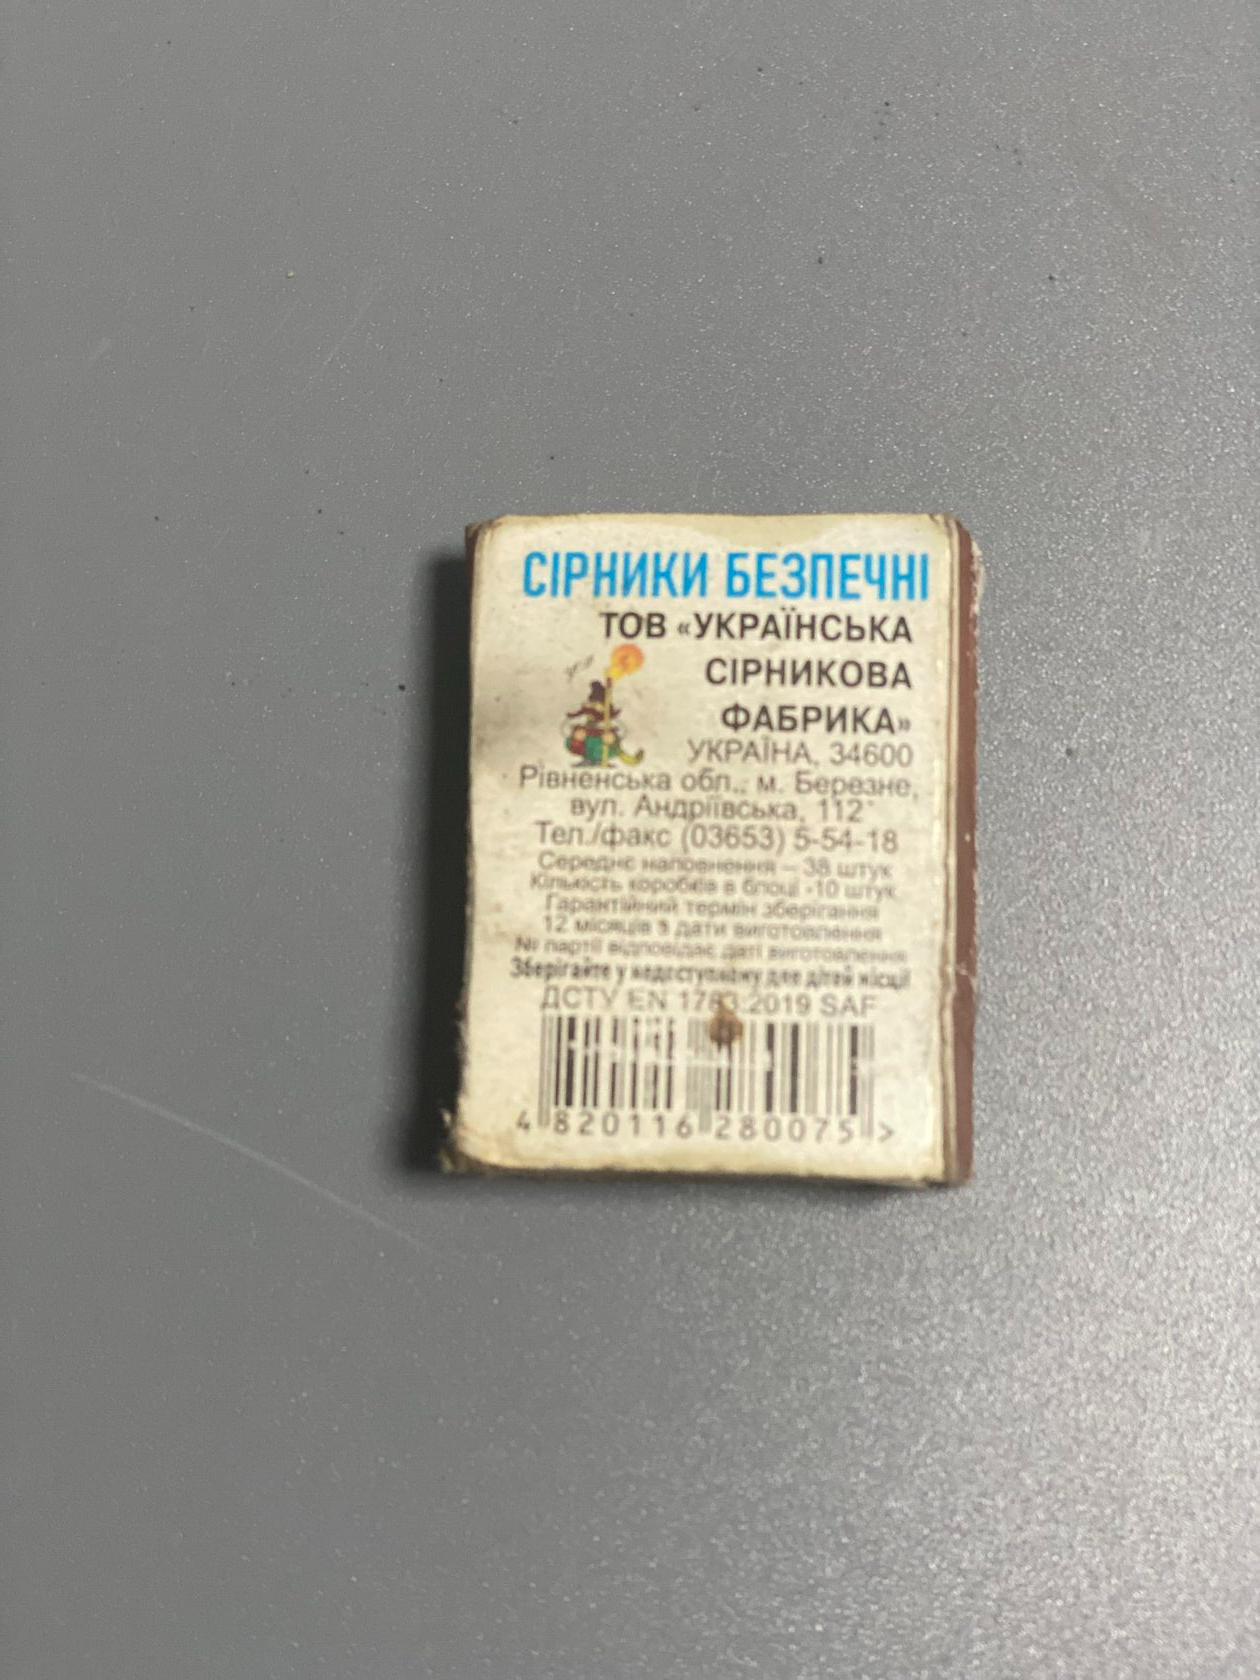 СІРНИКИ БЕЗПЕЧНІ
ТОВ «УКРАЇНСЬКА
СІРНИКОВА
ФАБРИКА»
УКРАЇНА, 34600
Рівненська обл., м. Березне,
вул. Андріївська, 112
Тел./факс (03653) 5-54-18
Середнє наповнення – 38 штук
Кількість коробків в блоці -10 штук
Гарантійний термін зберігання
12 місяців з дати виготовлення
№ партії відповідає даті виготовлення
Зберігайте у недоступному для дітей місці!
ДСТУ EN 1783:2019 SAF
4 820116 280075 >